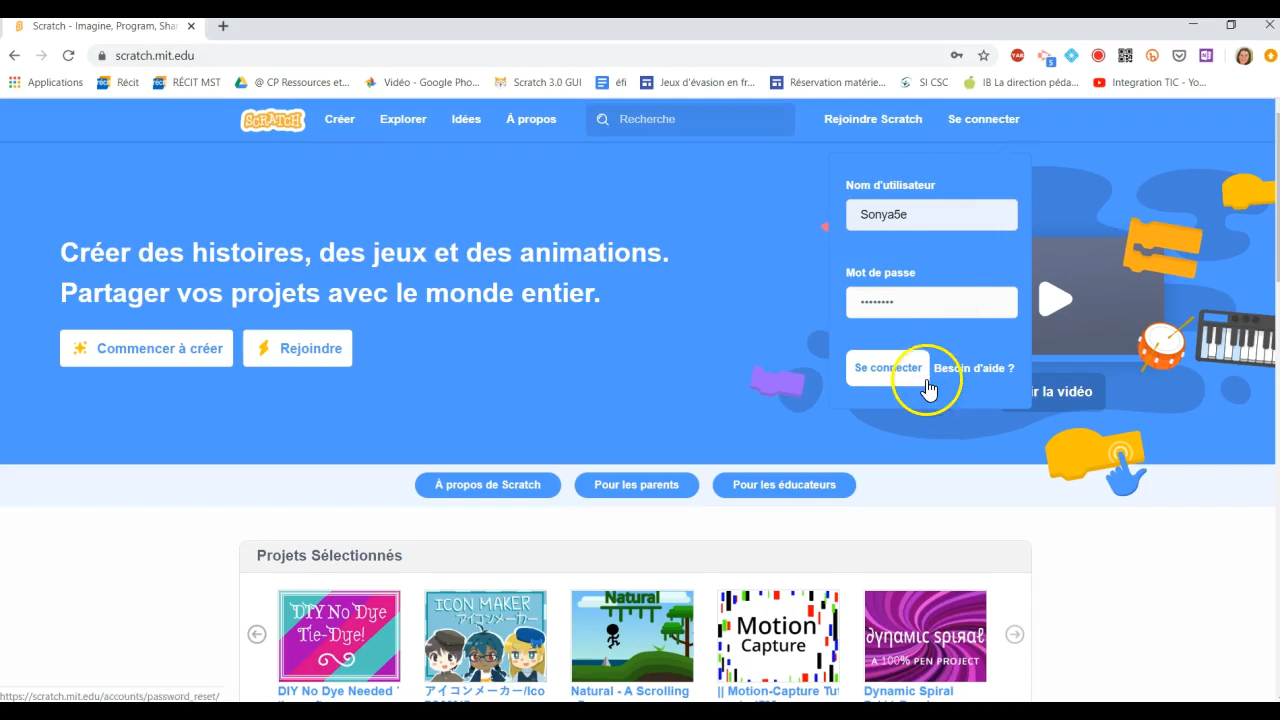 Scratch - Imagine, Program, Shar
scratch.mit.edu
Applications
Récit
RÉCIT MST
@ CP Ressources et...
Vidéo - Google Pho...
Scratch 3.0 GUI
éfi
Jeux d'évasion en fr...
Réservation matérie...
SI CSC
IB La direction péda...
Integration TIC - Yo...
SCRATCH
Créer
Explorer
Idées
À propos
Recherche
Rejoindre Scratch
Se connecter
Nom d'utilisateur
Sonya5e
Mot de passe
Se connecter
Besoin d'aide ?
Créer des histoires, des jeux et des animations.
Partager vos projets avec le monde entier.
Commencer à créer
Rejoindre
ir la vidéo
À propos de Scratch
Pour les parents
Pour les éducateurs
Projets Sélectionnés
DIY No Dye
Tie-Dye!
ICON MAKER
アイコンメーカー
Natural
Motion
Capture
dynamic spiral
A 100% PEN PROJECT
DIY No Dye Needed
アイコンメーカー/Ico
Natural - A Scrolling
|| Motion-Capture Tut
Dynamic Spiral
https://scratch.mit.edu/accounts/password_reset/